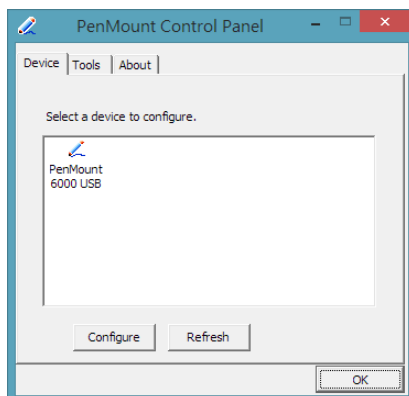 PenMount Control Panel
Device Tools About
Select a device to configure.
PenMount
6000 USB
Configure Refresh
OK